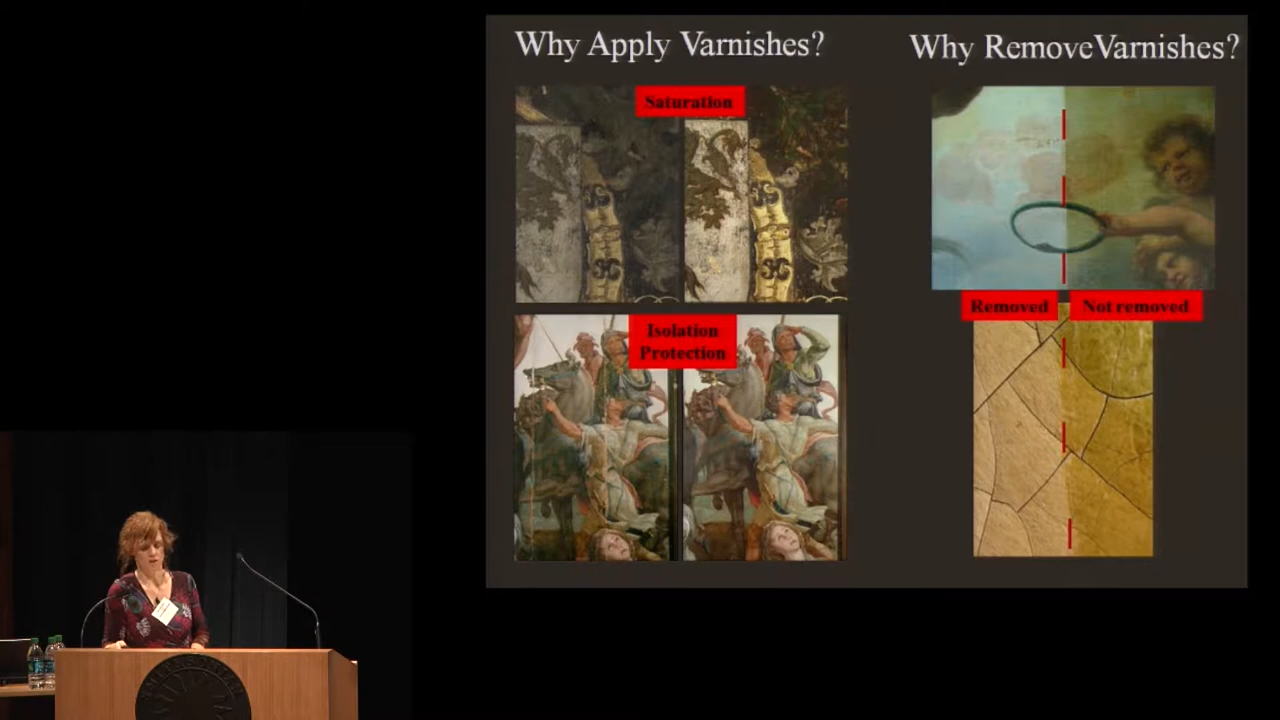 Why Apply Varnishes?
Saturation
Isolation
Protection
Why RemoveVarnishes?
Removed
Not removed